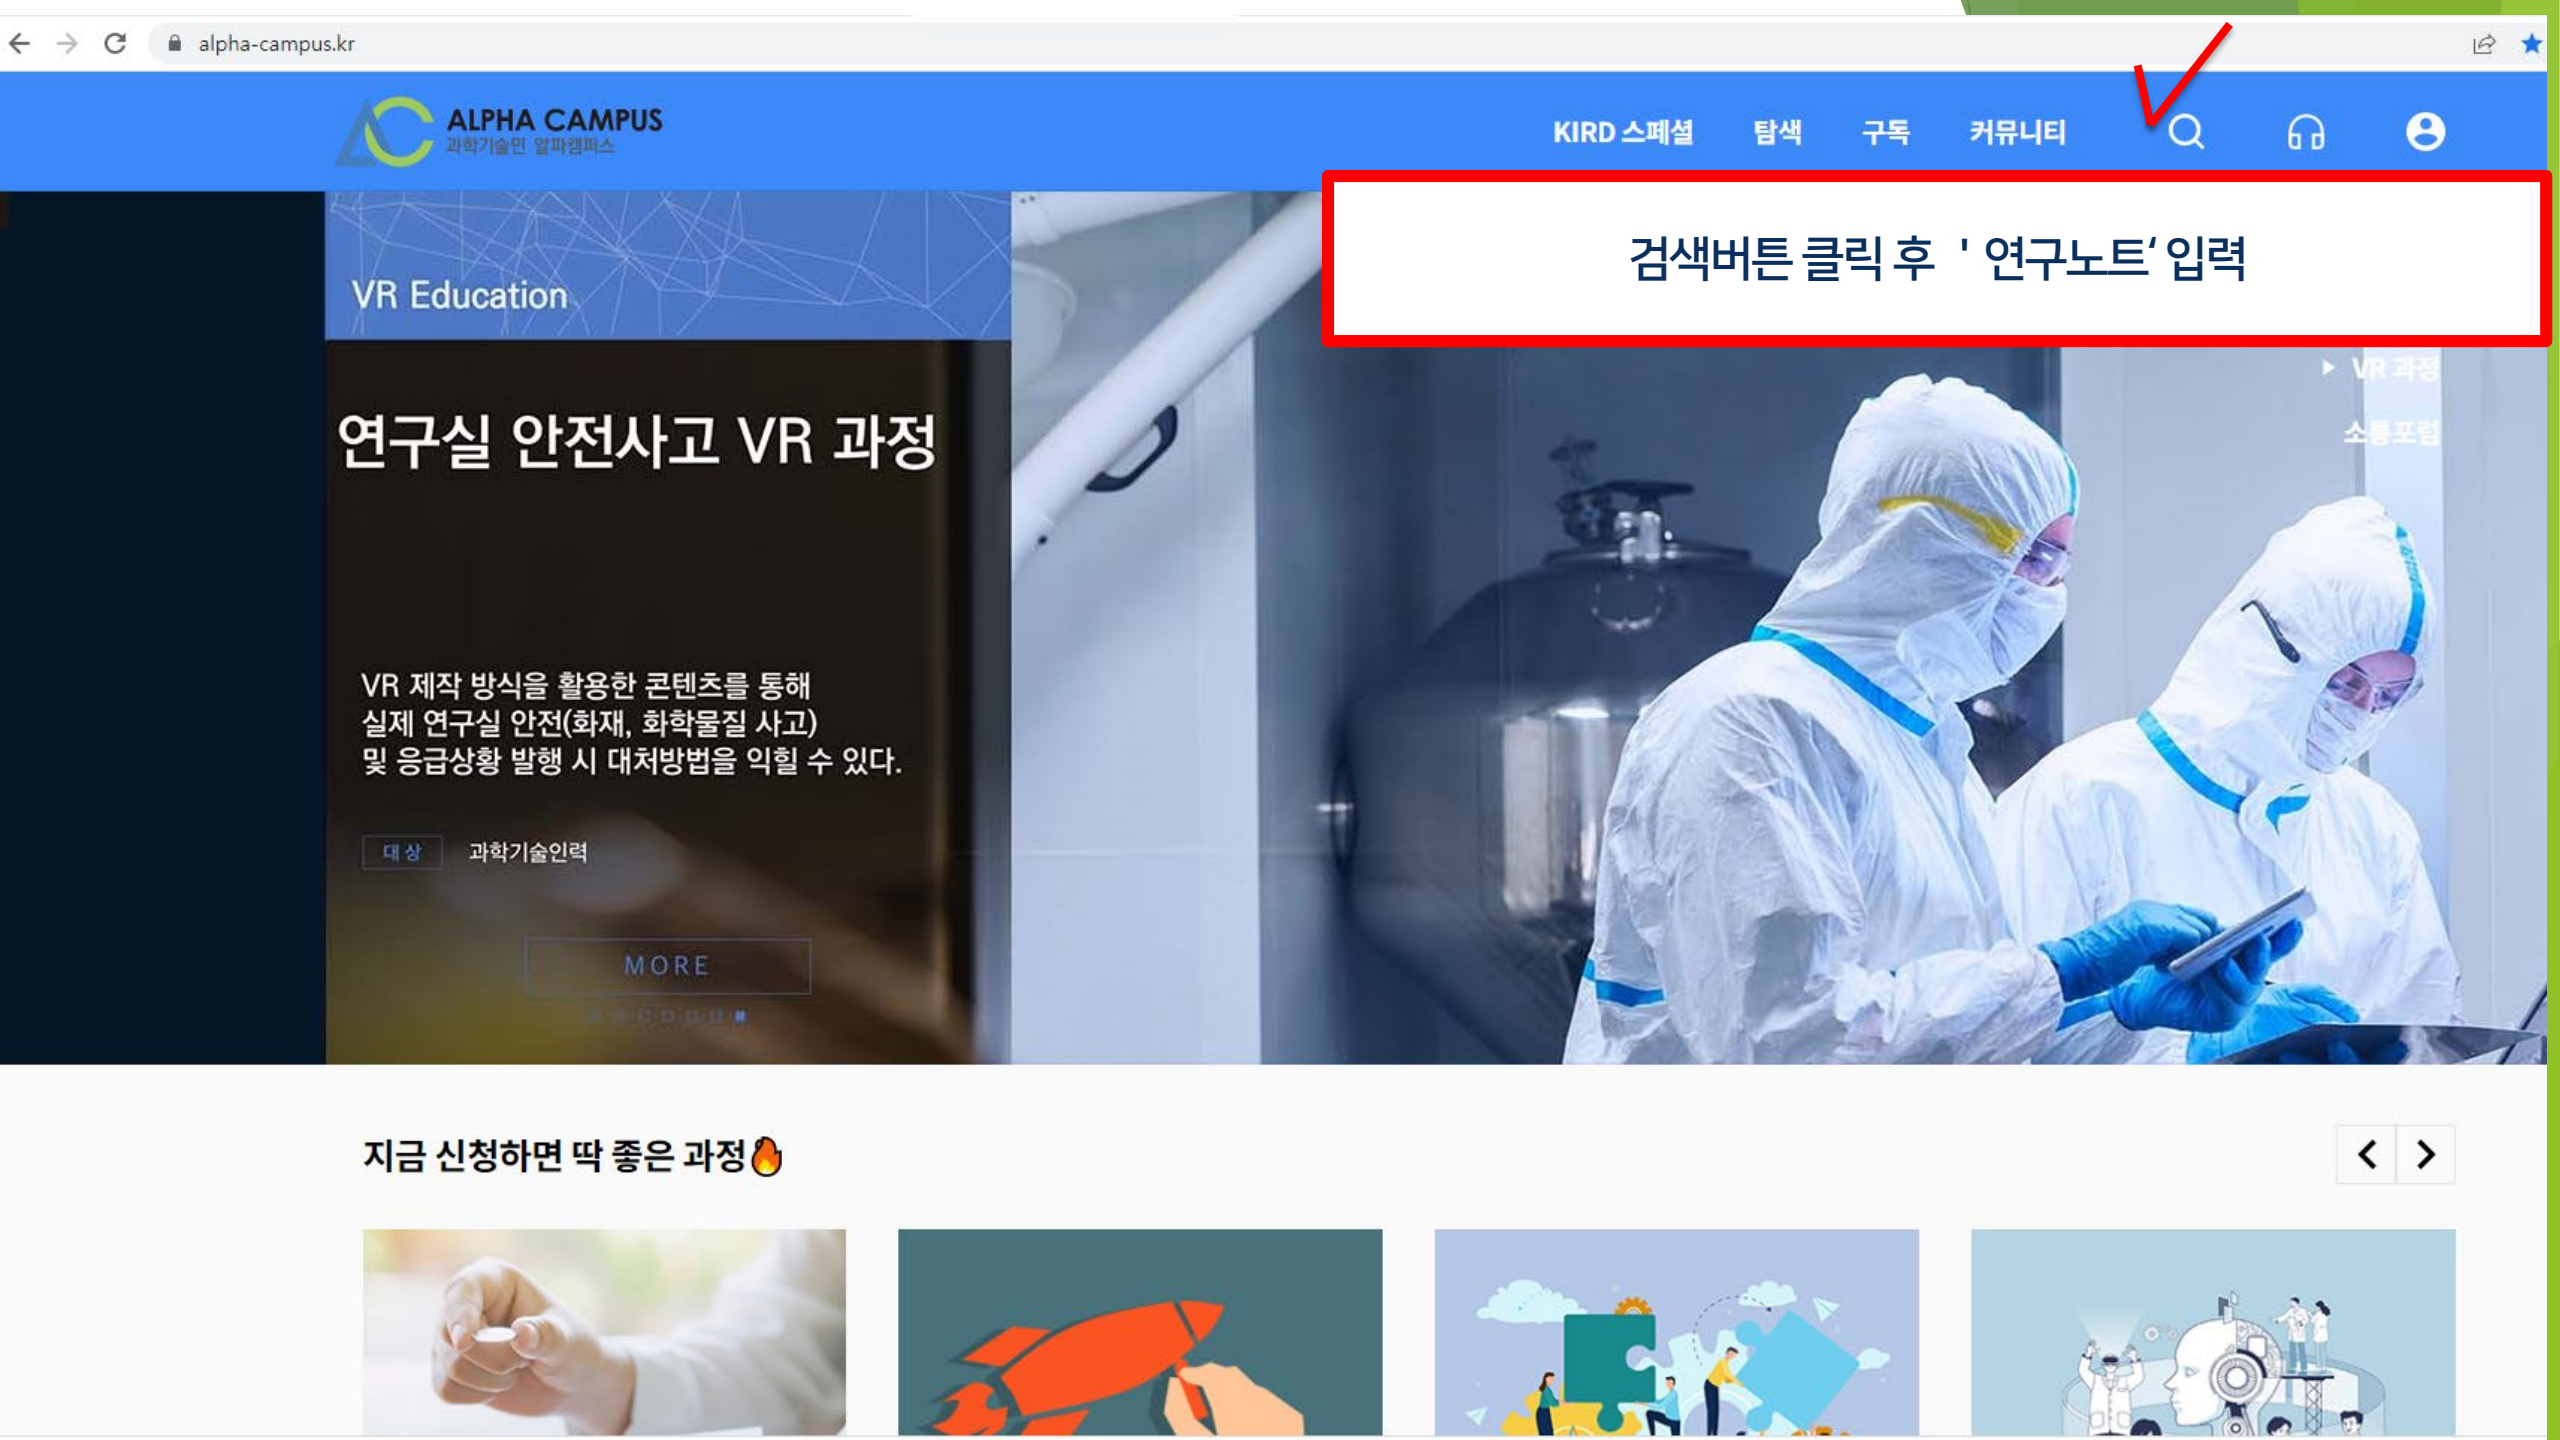 alpha-campus.kr
ALPHA CAMPUS
과학기술인 알파캠퍼스
KIRD 스페셜 탐색 구독 커뮤니티
검색버튼 클릭 후 ' 연구노트‘ 입력
VR Education
VR 과정
소통포럼
연구실 안전사고 VR 과정
VR 제작 방식을 활용한 콘텐츠를 통해
실제 연구실 안전(화재, 화학물질 사고)
및 응급상황 발행 시 대처방법을 익힐 수 있다.
대상 과학기술인력
MORE
지금 신청하면 딱 좋은 과정🔥